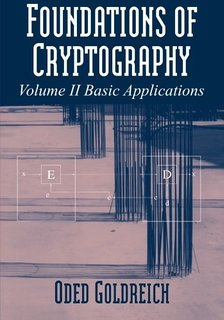 FOUNDATIONS OF
CRYPTOGRAPHY
Volume II Basic Applications
s E D s
e e d d
ODED GOLDREICH